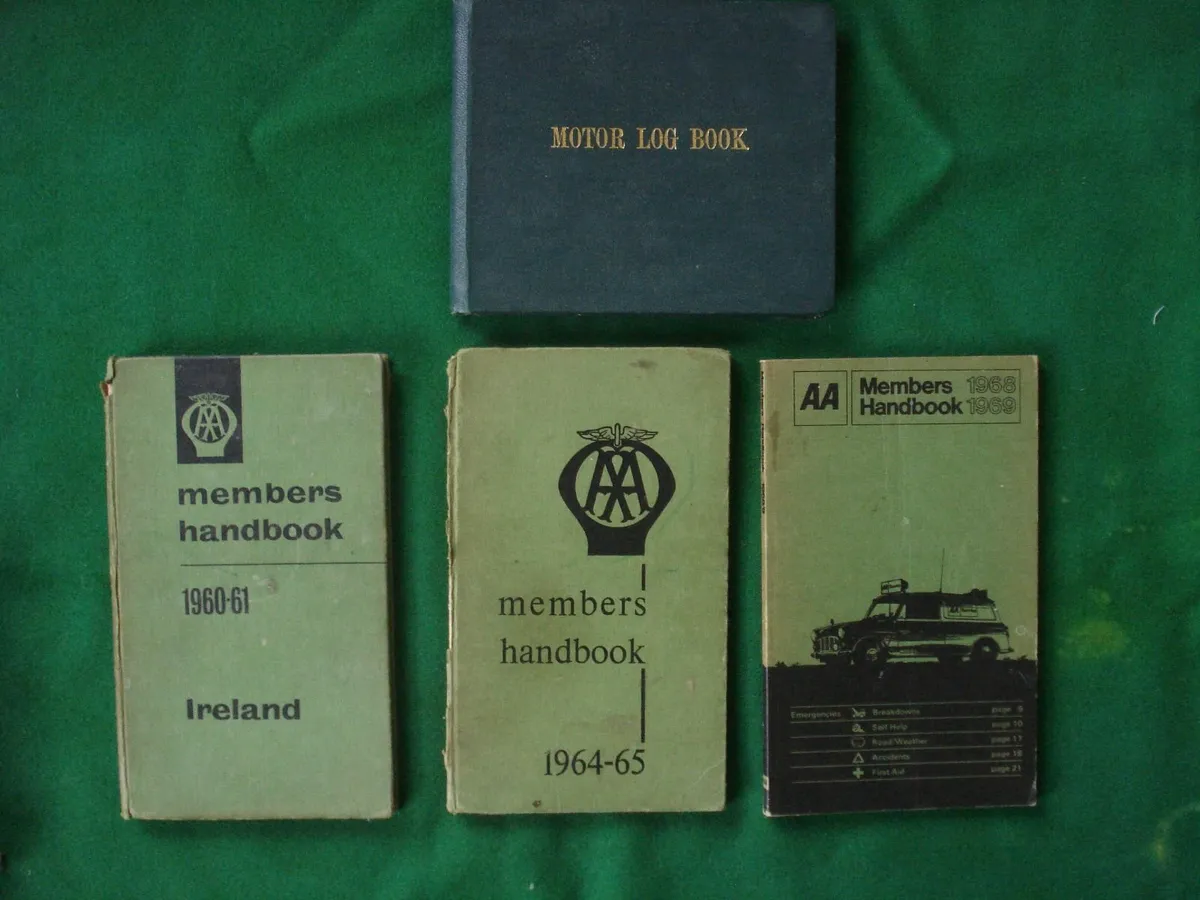 MOTOR LOG BOOK
AA
members
handbook
1960-61
Ireland
AA
members
handbook
1964-65
AA
Members 1968
Handbook 1969
Emergencies Breakdowns page 9
Self Help page 10
Road/Weather page 17
Accidents page 18
First Aid page 21